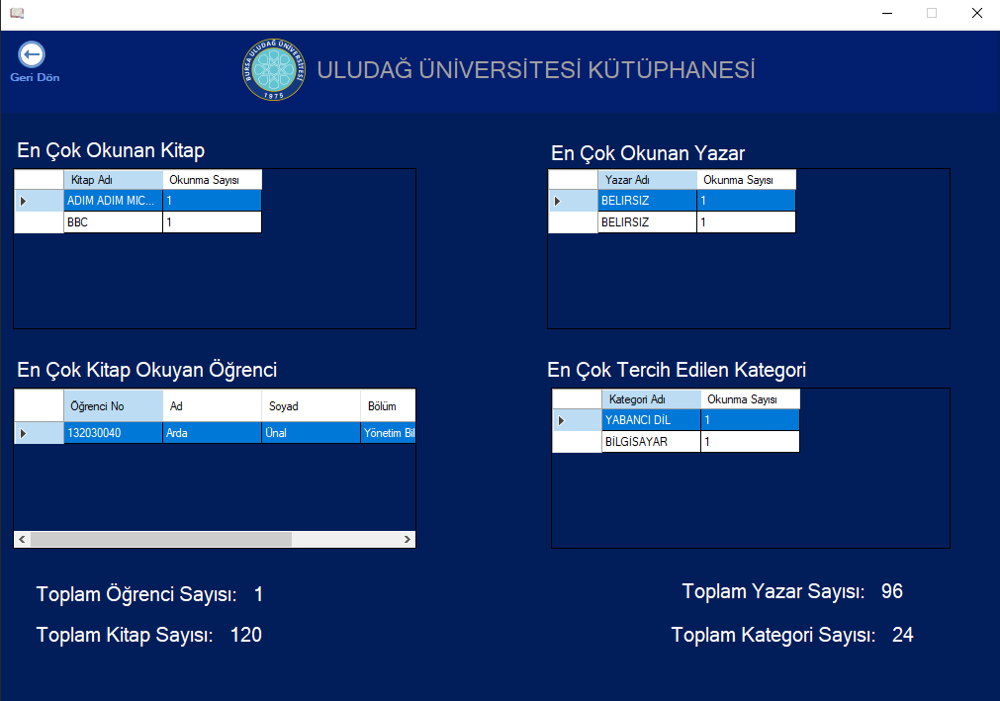 Geri Dön
BURSA ULUDAĞ ÜNİVERSİTESİ
1975
ULUDAĞ ÜNİVERSİTESİ KÜTÜPHANESİ
En Çok Okunan Kitap
Kitap Adı Okunma Sayısı
ADIM ADIM MIC... 1
BBC 1
En Çok Okunan Yazar
Yazar Adı Okunma Sayısı
BELIRSIZ 1
BELIRSIZ 1
En Çok Kitap Okuyan Öğrenci
Öğrenci No Ad Soyad Bölüm
132030040 Arda Ünal Yönetim Bil
En Çok Tercih Edilen Kategori
Kategori Adı Okunma Sayısı
YABANCI DİL 1
BİLGİSAYAR 1
Toplam Öğrenci Sayısı: 1
Toplam Kitap Sayısı: 120
Toplam Yazar Sayısı: 96
Toplam Kategori Sayısı: 24